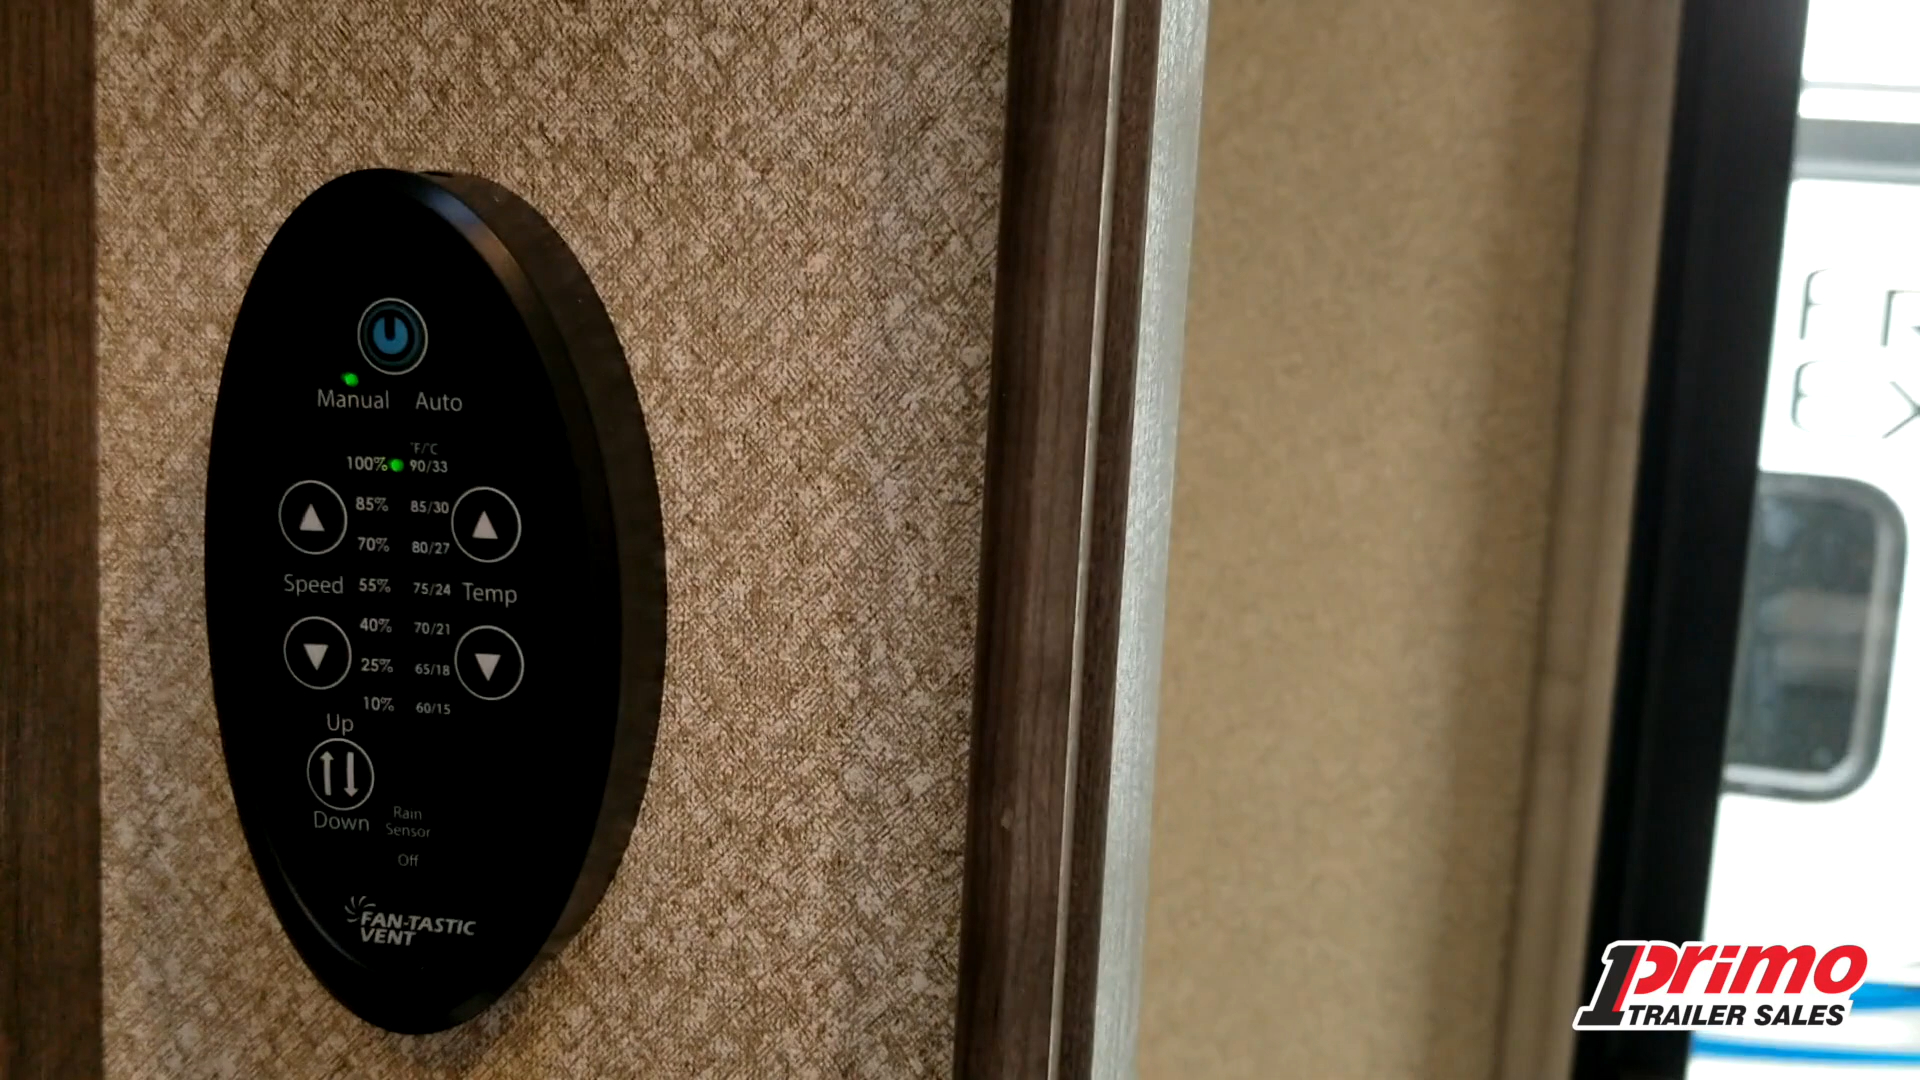 Manual Auto
°F/°C
100% 90/33
85% 85/30
70% 80/27
Speed 55% 75/24 Temp
40% 70/21
25% 65/18
10% 60/15
Up
Down
Rain
Sensor
Off
FAN-TASTIC
VENT
1 Primo
TRAILER SALES